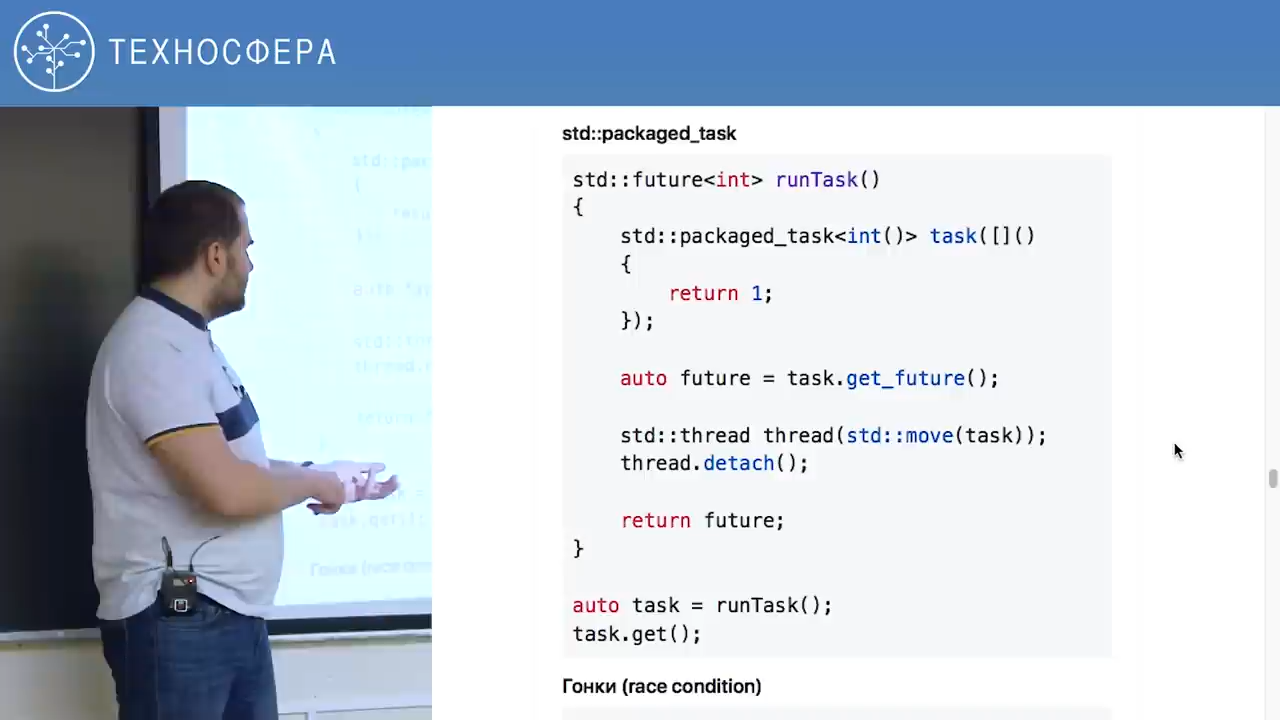 ТЕХНОСФЕРА
std::packaged_task
std::future<int> runTask()
{
    std::packaged_task<int()> task([]()
    {
        return 1;
    });
    auto future = task.get_future();
    std::thread thread(std::move(task));
    thread.detach();
    return future;
}
auto task = runTask();
task.get();
Гонки (race condition)